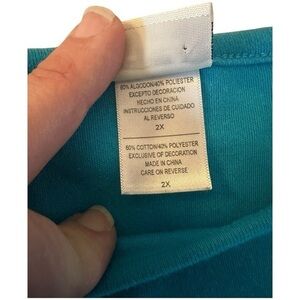 60% ALGODON/40% POLIESTER
EXCEPTO DECORACION
HECHO EN CHINA
INSTRUCCIONES DE CUIDADO
AL REVERSO
2X
60% COTTON/40% POLYESTER
EXCLUSIVE OF DECORATION
MADE IN CHINA
CARE ON REVERSE
2X